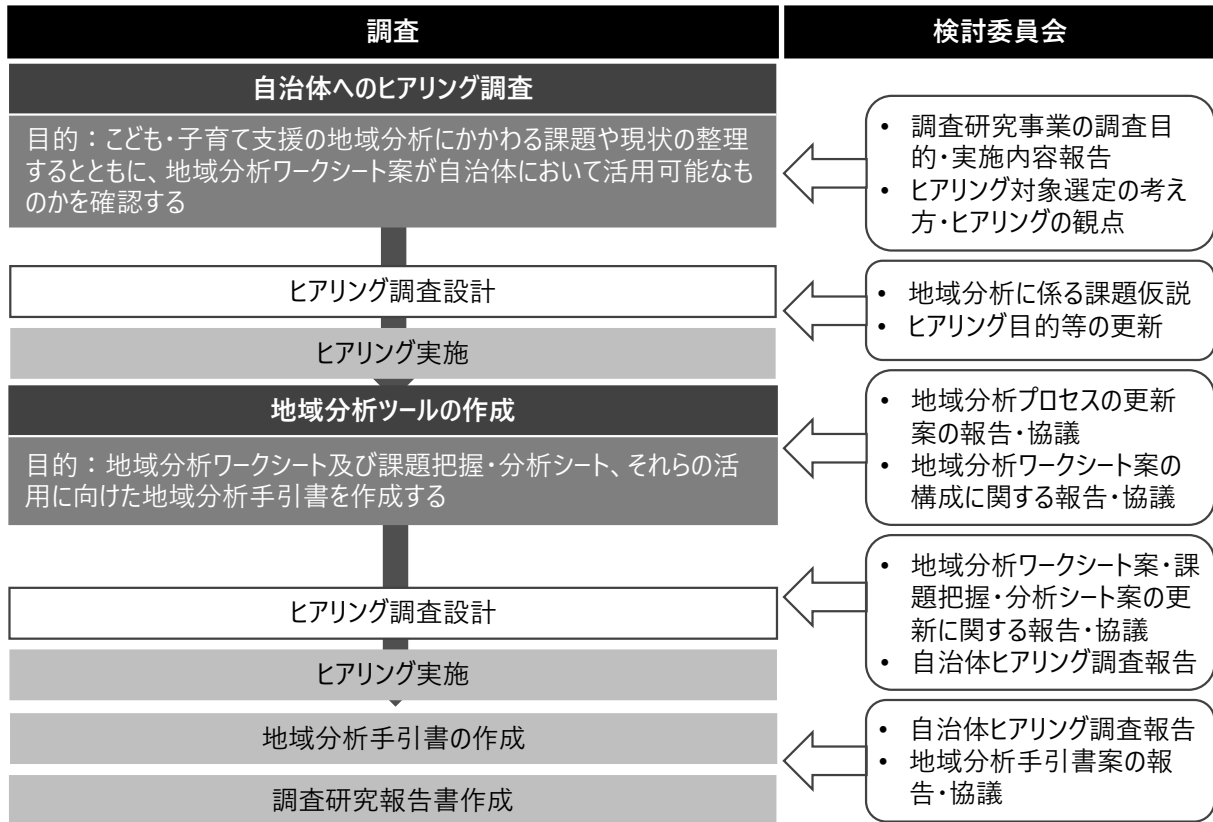 調査
検討委員会
自治体へのヒアリング調査
目的：こども・子育て支援の地域分析にかかわる課題や現状の整理
するとともに、地域分析ワークシート案が自治体において活用可能なも
のかを確認する
• 調査研究事業の調査目
的・実施内容報告
• ヒアリング対象選定の考え
方・ヒアリングの観点
ヒアリング調査設計
ヒアリング実施
• 地域分析に係る課題仮説
• ヒアリング目的等の更新
地域分析ツールの作成
目的：地域分析ワークシート及び課題把握・分析シート、それらの活
用に向けた地域分析手引書を作成する
• 地域分析プロセスの更新
案の報告・協議
• 地域分析ワークシート案の
構成に関する報告・協議
ヒアリング調査設計
ヒアリング実施
• 地域分析ワークシート案・課
題把握・分析シート案の更
新に関する報告・協議
• 自治体ヒアリング調査報告
地域分析手引書の作成
調査研究報告書作成
• 自治体ヒアリング調査報告
• 地域分析手引書案の報
告・協議